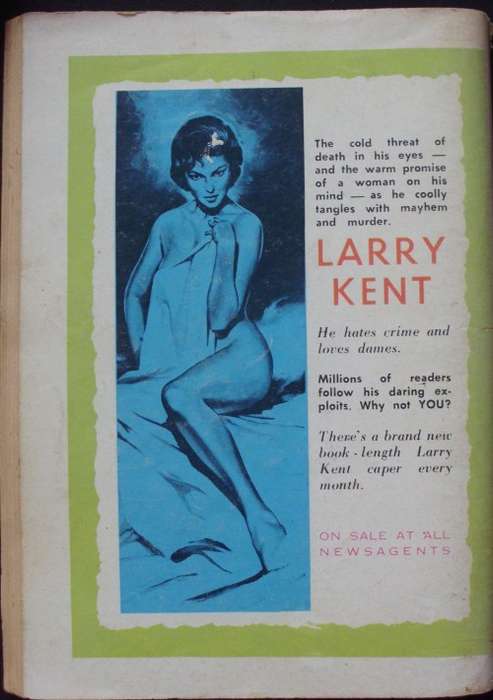 The cold threat of
death in his eyes —
and the warm promise
of a woman on his
mind — as he coolly
tangles with mayhem
and murder.
LARRY
KENT
He hates crime and
loves dames.
Millions of readers
follow his daring ex-
ploits. Why not YOU?
There's a brand new
book-length Larry
Kent caper every
month.
ON SALE AT ALL
NEWSAGENTS